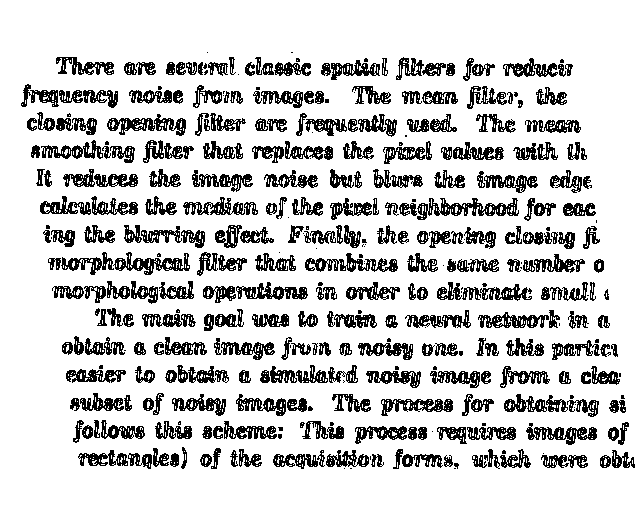 There are several classic spatial filters for reducin
frequency noise from images. The mean filter, the
closing opening filter are frequently used. The mean
smoothing filter that replaces the pixel values with th
It reduces the image noise but blurs the image edge
calculates the median of the pixel neighborhood for eac
ing the blurring effect. Finally, the opening closing fi
morphological filter that combines the same number o
morphological operations in order to eliminate small
The main goal was to train a neural network in a
obtain a clean image from a noisy one. In this particu
easier to obtain a simulated noisy image from a clea
subset of noisy images. The process for obtaining si
follows this scheme: This process requires images of
rectangles) of the acquisition forms, which were obta